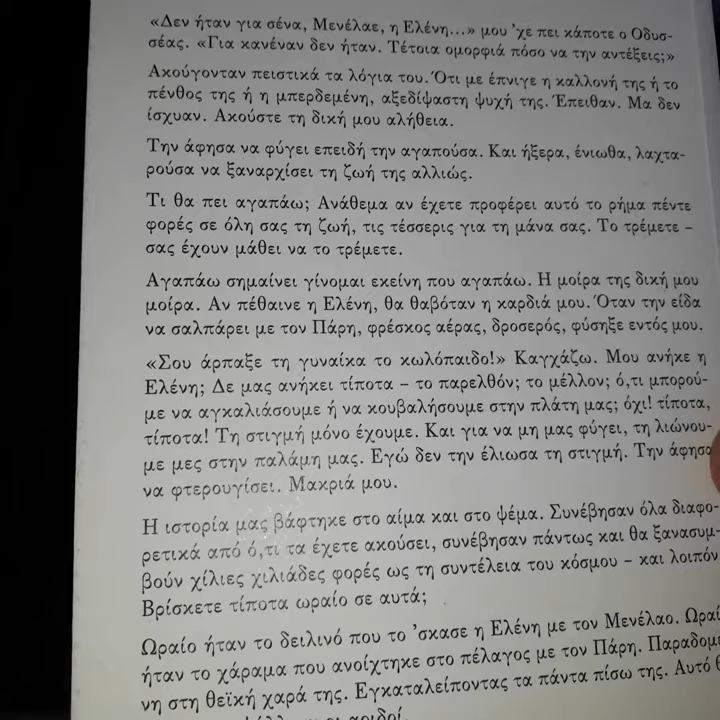 «Δεν ήταν για σένα, Μενέλαε, η Ελένη...» μου 'χε πει κάποτε ο Οδυσ-
σέας. «Για κανέναν δεν ήταν. Τέτοια ομορφιά πόσο να την αντέξεις;»
Ακούγονταν πειστικά τα λόγια του. Ότι με έπνιγε η καλλονή της ή το
πένθος της ή η μπερδεμένη, αξεδίψαστη ψυχή της. Έπειθαν. Μα δεν
ίσχυαν. Ακούστε τη δική μου αλήθεια.
Την άφησα να φύγει επειδή την αγαπούσα. Και ήξερα, ένιωθα, λαχτα-
ρούσα να ξαναρχίσει τη ζωή της αλλιώς.
Τι θα πει αγαπάω; Ανάθεμα αν έχετε προφέρει αυτό το ρήμα πέντε
φορές σε όλη σας τη ζωή, τις τέσσερις για τη μάνα σας. Το τρέμετε –
σας έχουν μάθει να το τρέμετε.
Αγαπάω σημαίνει γίνομαι εκείνη που αγαπάω. Η μοίρα της δική μου
μοίρα. Αν πέθαινε η Ελένη, θα θαβόταν η καρδιά μου. Όταν την είδα
να σαλπάρει με τον Πάρη, φρέσκος αέρας, δροσερός, φύσηξε εντός μου.
«Σου άρπαξε τη γυναίκα το κωλόπαιδο!» Καγχάζω. Μου ανήκε η
Ελένη; Δε μας ανήκει τίποτα – το παρελθόν; το μέλλον; ό,τι μπορού-
με να αγκαλιάσουμε ή να κουβαλήσουμε στην πλάτη μας; όχι! τίποτα,
τίποτα! Τη στιγμή μόνο έχουμε. Και για να μη μας φύγει, τη λιώνου-
με μες στην παλάμη μας. Εγώ δεν την έλιωσα τη στιγμή. Την άφησα
να φτερουγίσει. Μακριά μου.
Η ιστορία μας βάφτηκε στο αίμα και στο ψέμα. Συνέβησαν όλα διαφο-
ρετικά από ό,τι τα έχετε ακούσει, συνέβησαν πάντως και θα ξανασυμ-
βούν χίλιες χιλιάδες φορές ως τη συντέλεια του κόσμου – και λοιπόν
Βρίσκετε τίποτα ωραίο σε αυτά;
Ωραίο ήταν το δειλινό που το 'σκασε η Ελένη με τον Μενέλαο. Ωραί
ήταν το χάραμα που ανοίχτηκε στο πέλαγος με τον Πάρη. Παραδομέ
νη στη θεϊκή χαρά της. Εγκαταλείποντας τα πάντα πίσω της. Αυτό